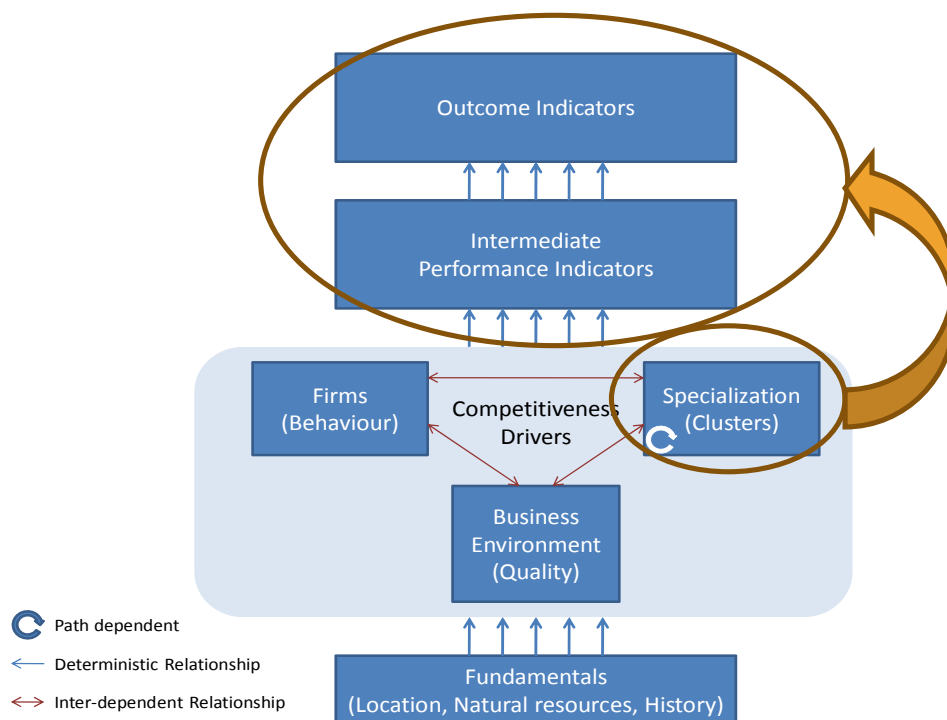 Outcome Indicators
Intermediate
Performance Indicators
Firms
(Behaviour)
Competitiveness
Drivers
Specialization
(Clusters)
Business
Environment
(Quality)
Path dependent
Deterministic Relationship
Inter-dependent Relationship
Fundamentals
(Location, Natural resources, History)